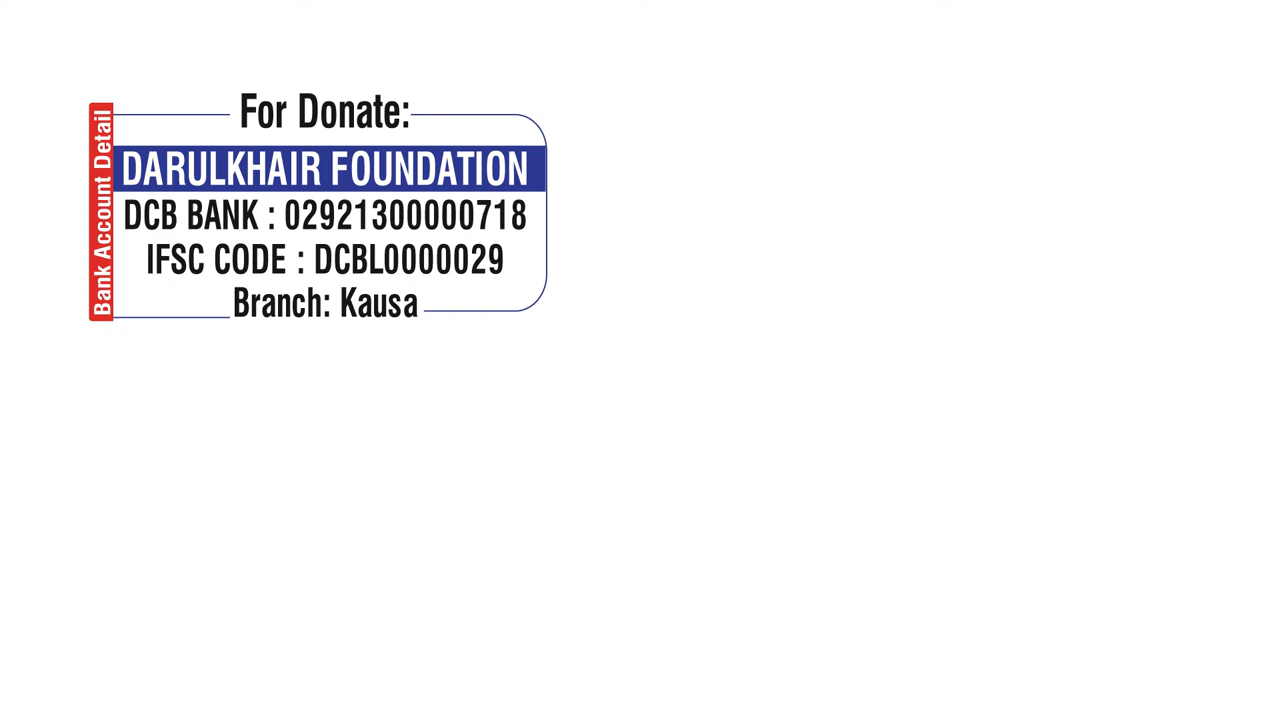 For Donate:
Bank Account Detail
DARULKHAIR FOUNDATION
DCB BANK : 02921300000718
IFSC CODE : DCBL0000029
Branch: Kausa